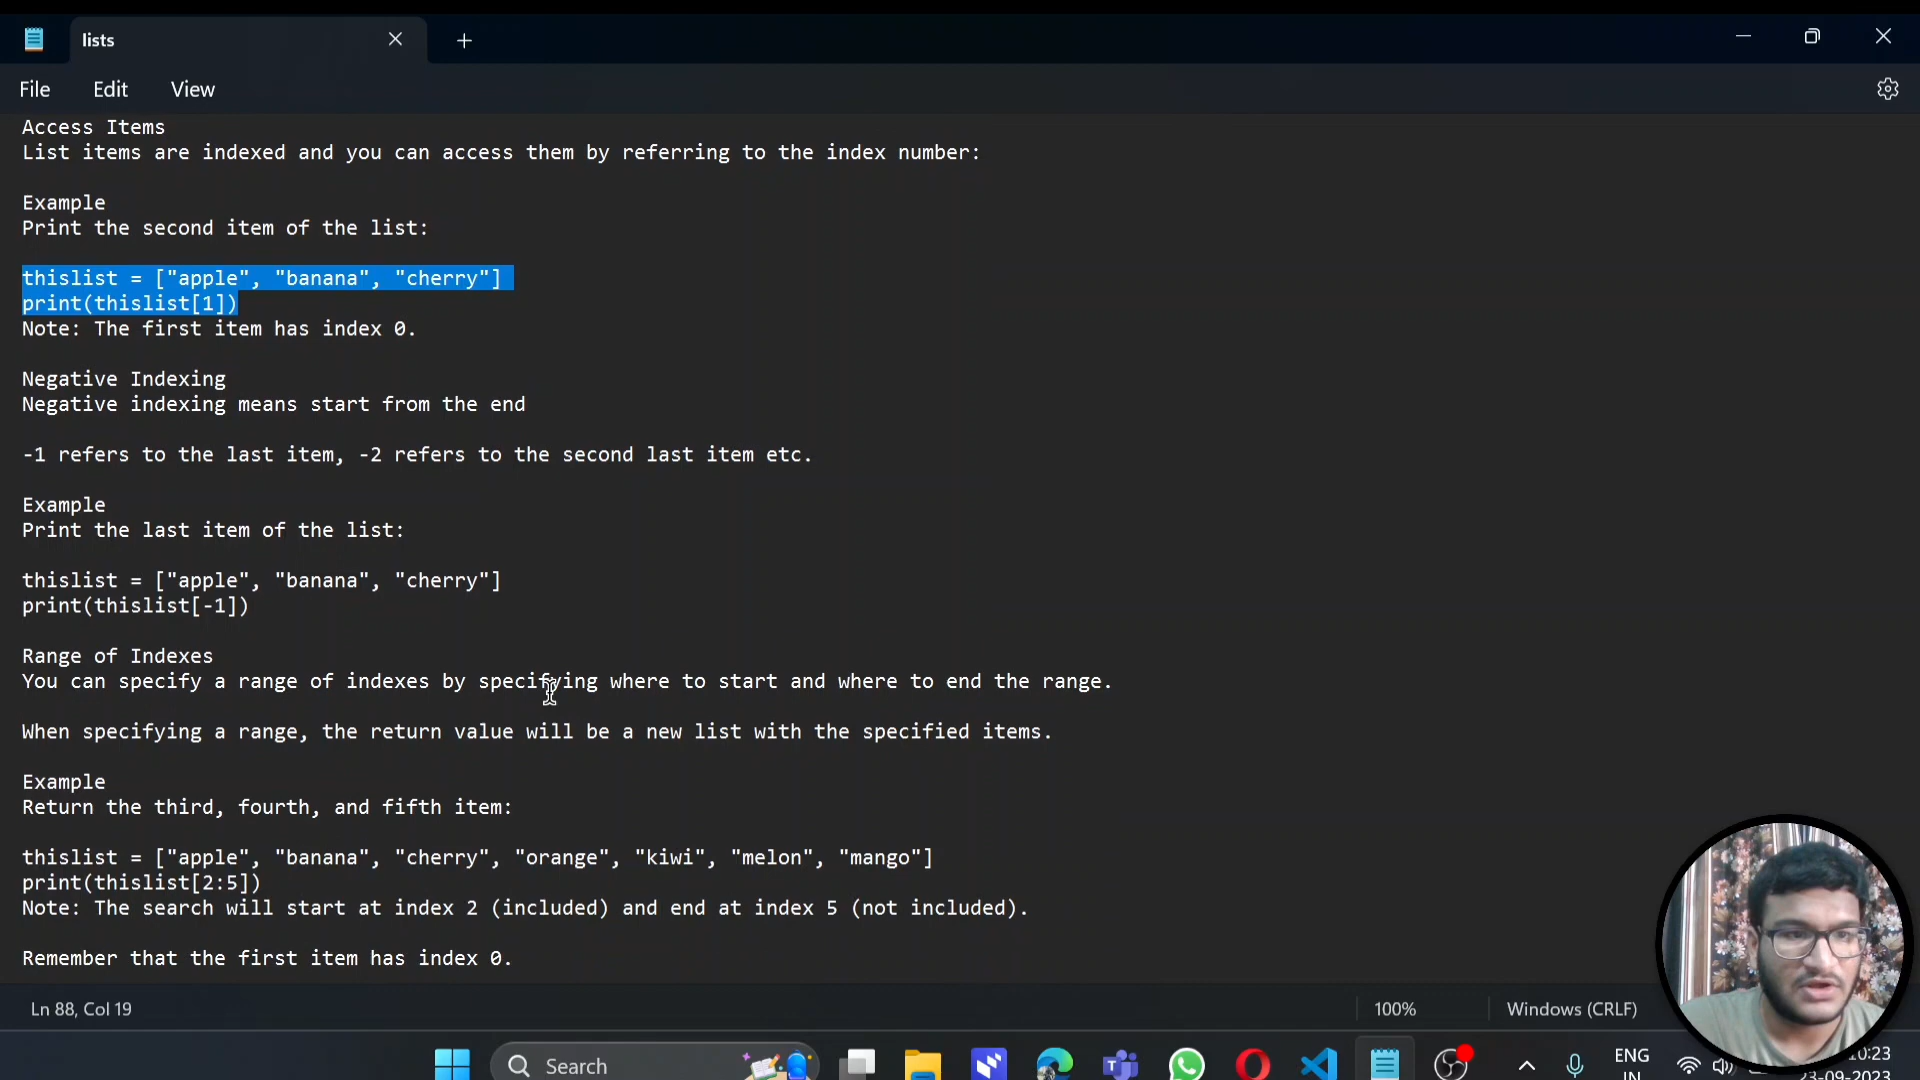 lists
File Edit View
Access Items
List items are indexed and you can access them by referring to the index number:
Example
Print the second item of the list:
thislist = ["apple", "banana", "cherry"]
print(thislist[1])
Note: The first item has index 0.
Negative Indexing
Negative indexing means start from the end
-1 refers to the last item, -2 refers to the second last item etc.
Example
Print the last item of the list:
thislist = ["apple", "banana", "cherry"]
print(thislist[-1])
Range of Indexes
You can specify a range of indexes by specifying where to start and where to end the range.
When specifying a range, the return value will be a new list with the specified items.
Example
Return the third, fourth, and fifth item:
thislist = ["apple", "banana", "cherry", "orange", "kiwi", "melon", "mango"]
print(thislist[2:5])
Note: The search will start at index 2 (included) and end at index 5 (not included).
Remember that the first item has index 0.
Ln 88, Col 19 100% Windows (CRLF)
Search ENG 10:23
IN 23-09-2023